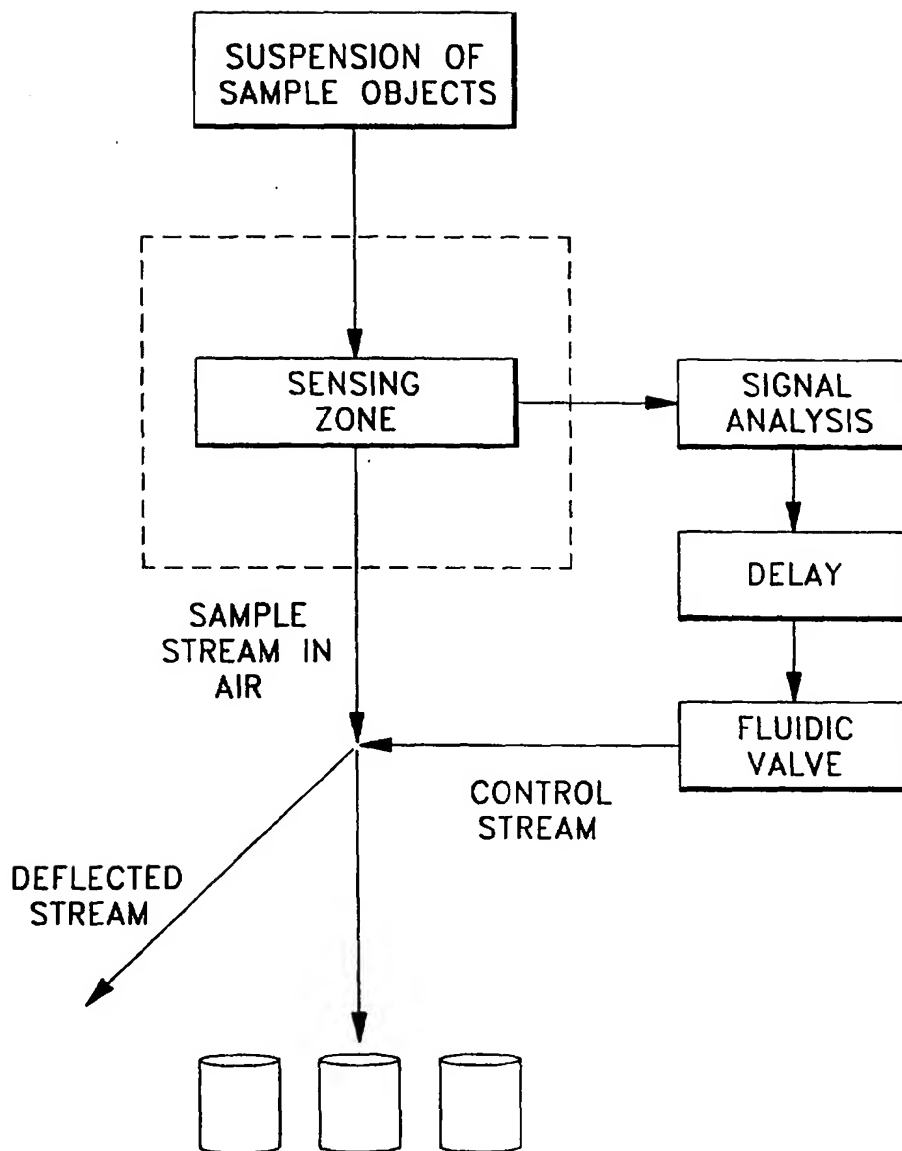 SUSPENSION OF
SAMPLE OBJECTS
SENSING
ZONE
SIGNAL
ANALYSIS
DELAY
SAMPLE
STREAM IN
AIR
FLUIDIC
VALVE
CONTROL
STREAM
DEFLECTED
STREAM